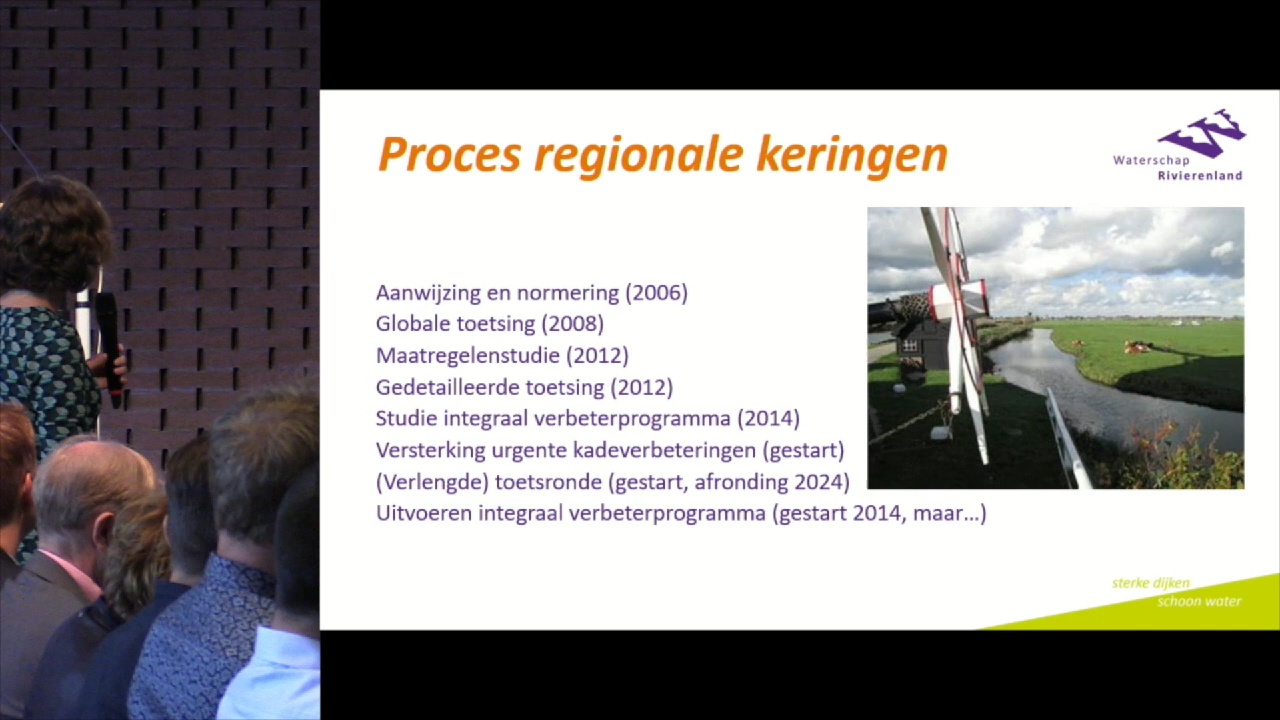 Proces regionale keringen
Waterschap
Rivierenland
Aanwijzing en normering (2006)
Globale toetsing (2008)
Maatregelenstudie (2012)
Gedetailleerde toetsing (2012)
Studie integraal verbeterprogramma (2014)
Versterking urgente kadeverbeteringen (gestart)
(Verlengde) toetsronde (gestart, afronding 2024)
Uitvoeren integraal verbeterprogramma (gestart 2014, maar...)
sterke dijken
schoon water